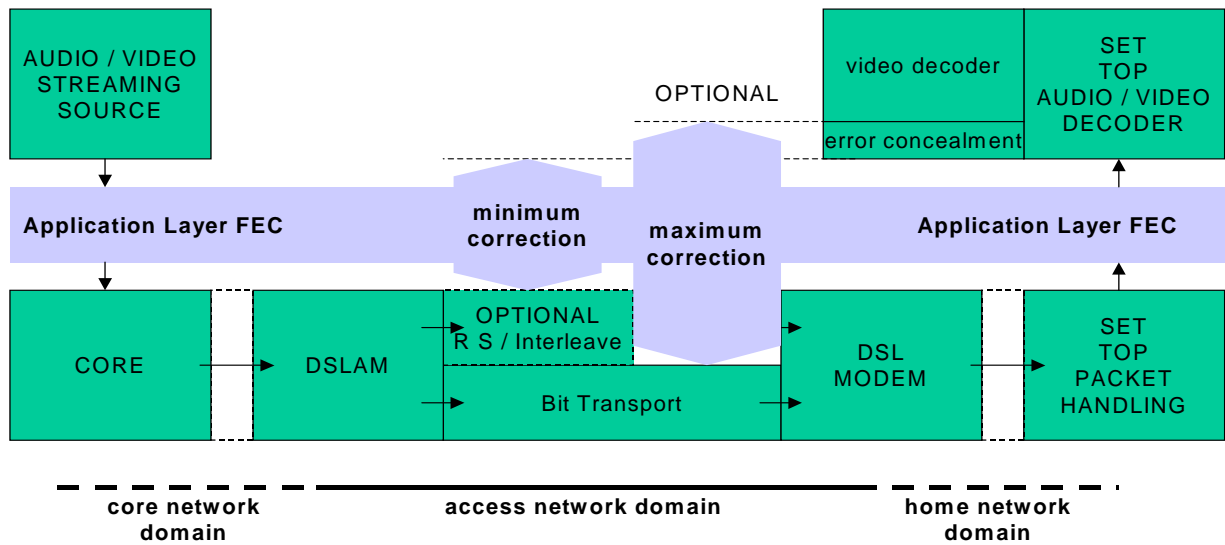 AUDIO / VIDEO
STREAMING
SOURCE
OPTIONAL
video decoder
error concealment
SET
TOP
AUDIO / VIDEO
DECODER
Application Layer FEC
minimum
correction
maximum
correction
Application Layer FEC
CORE
DSLAM
OPTIONAL
R S / Interleave
Bit Transport
DSL
MODEM
SET
TOP
PACKET
HANDLING
core network
domain
access network domain
home network
domain